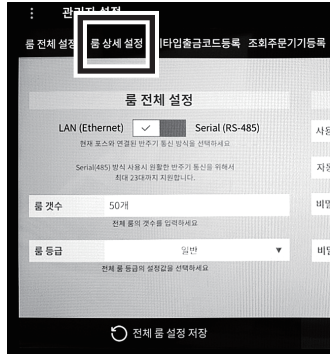 관리자 설정
룸 전체 설정
룸 상세 설정
타입출금코드등록
조회주문기기등록
룸 전체 설정
LAN (Ethernet)
Serial (RS-485)
현재 포스와 연결된 반주기 통신 방식을 선택하세요
Serial(485) 방식 사용시 원활한 반주기 통신을 위해서
최대 23대까지 지원합니다.
룸 갯수
50개
전체 룸의 갯수를 입력하세요
룸 등급
일반
전체 룸 등급의 설정값을 선택하세요
전체 룸 설정 저장